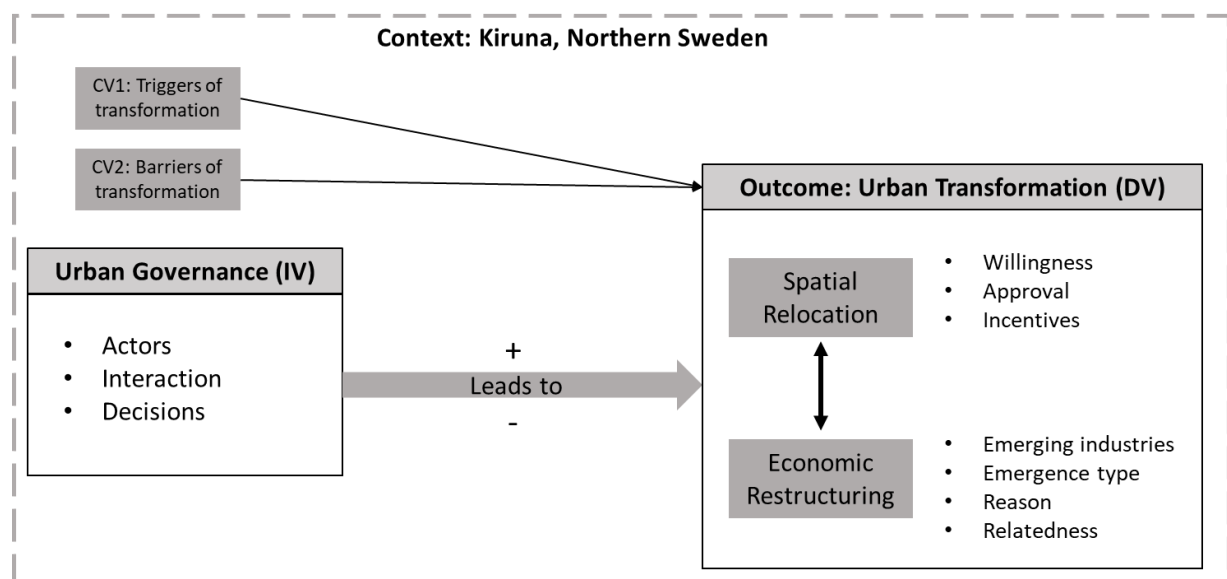 Context: Kiruna, Northern Sweden
CV1: Triggers of
transformation
CV2: Barriers of
transformation
Urban Governance (IV)
• Actors
• Interaction
• Decisions
+
Leads to
-
Outcome: Urban Transformation (DV)
Spatial
Relocation
• Willingness
• Approval
• Incentives
Economic
Restructuring
• Emerging industries
• Emergence type
• Reason
• Relatedness